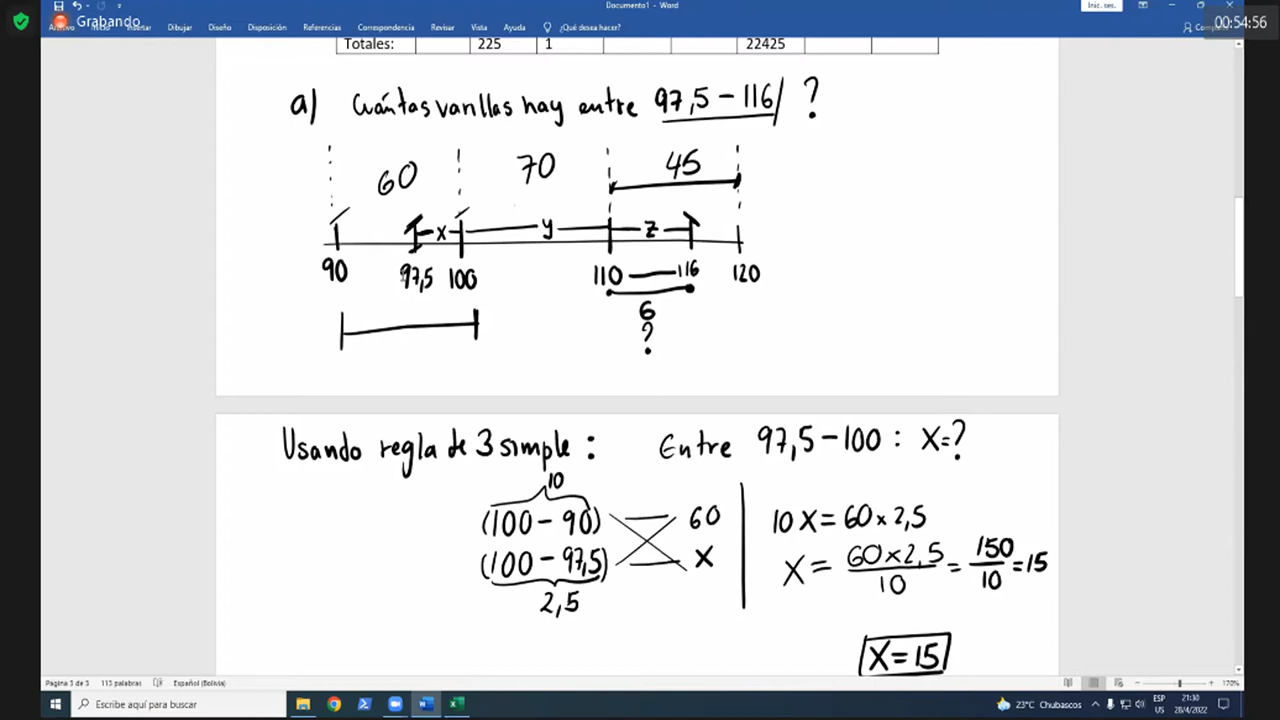 Documento1 - Word
Inic. ses.
Grabando
00:54:56
Archivo Inicio Insertar Dibujar Diseño Disposición Referencias Correspondencia Revisar Vista Ayuda ¿Qué desea hacer?
Totales: 225 1 22425
a) Cuántas varillas hay entre 97,5 - 116/ ?
60 70 45
x y z
90 97,5 100 110 116 120
6
?
Usando regla de 3 simple: Entre 97,5 - 100 : X=?
10
(100 - 90) 60
(100 - 97,5) X
2,5
10 X = 60 x 2,5
X = 60 x 2,5 / 10 = 150 / 10 = 15
X = 15
Página 3 de 3 115 palabras Español (Bolivia) 170%
Escribe aquí para buscar
23°C Chubascos ESP US 21:30 28/4/2022